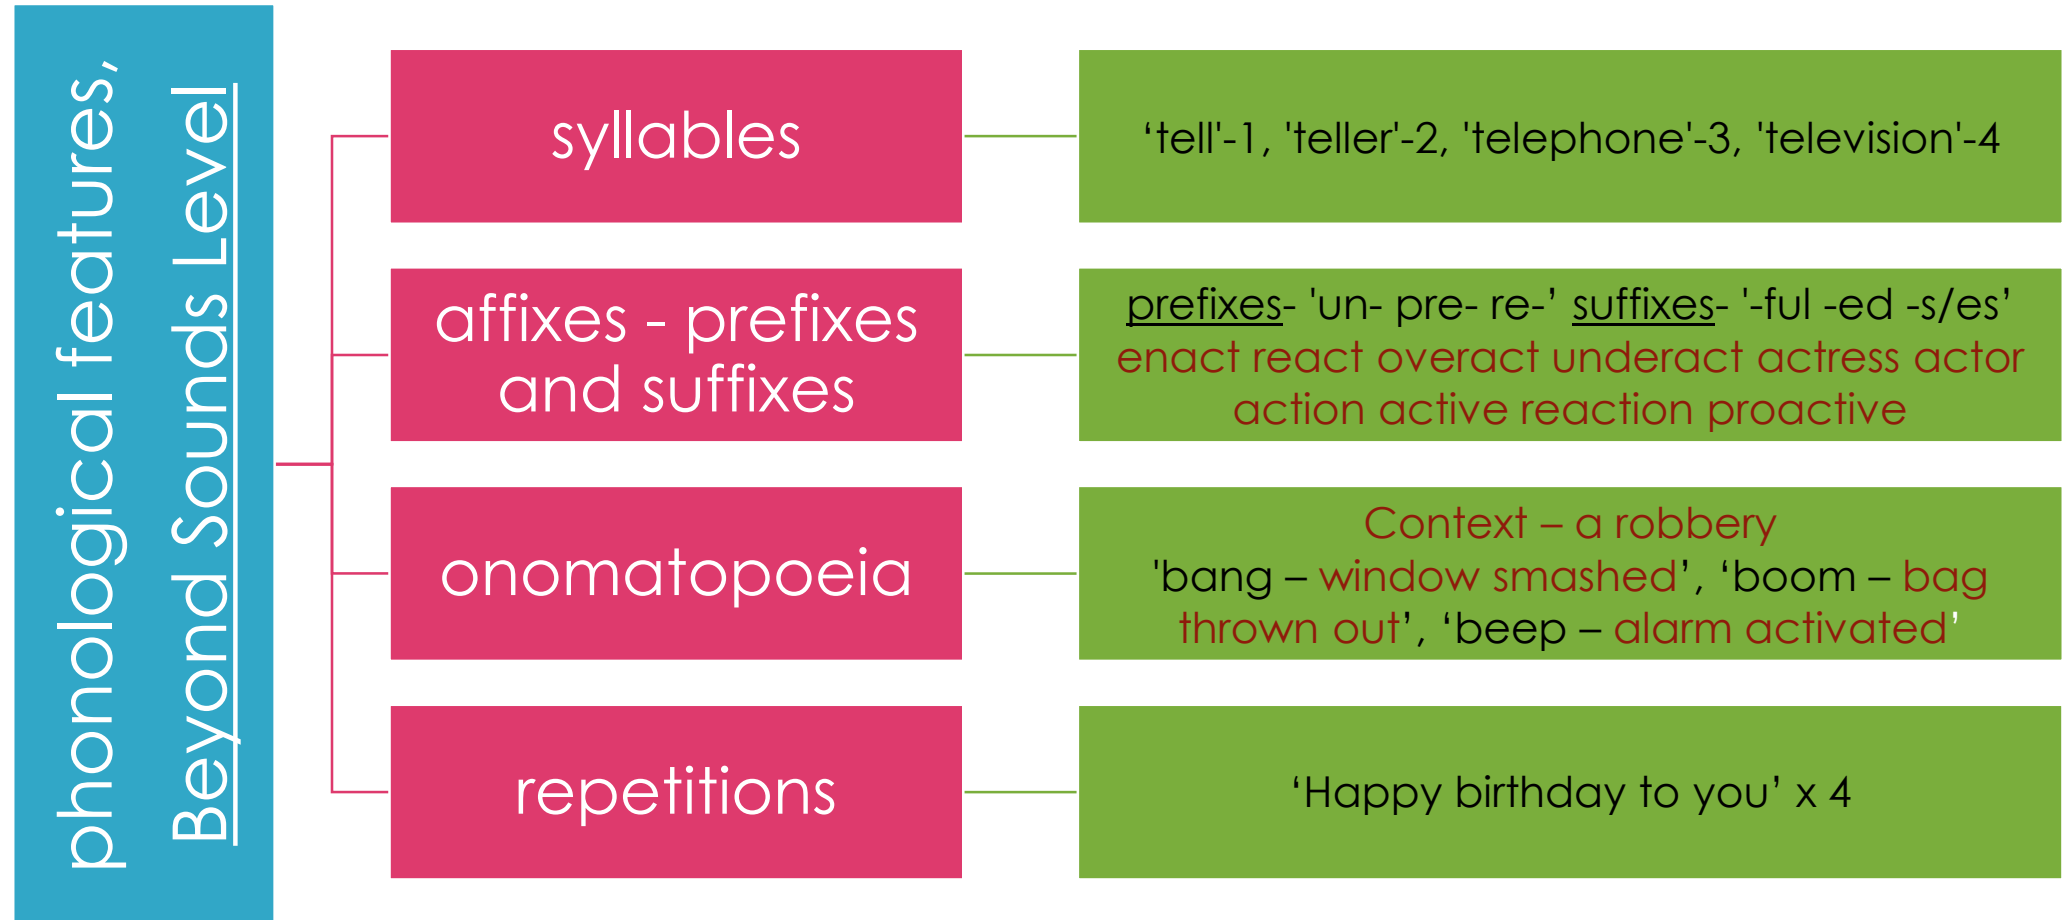 phonological features,
Beyond Sounds Level
syllables
‘tell'-1, 'teller'-2, 'telephone'-3, 'television'-4
affixes - prefixes
and suffixes
prefixes- 'un- pre- re-’ suffixes- '-ful -ed -s/es’
enact react overact underact actress actor
action active reaction proactive
onomatopoeia
Context – a robbery
'bang – window smashed’, ‘boom – bag
thrown out’, ‘beep – alarm activated’
repetitions
‘Happy birthday to you’ x 4